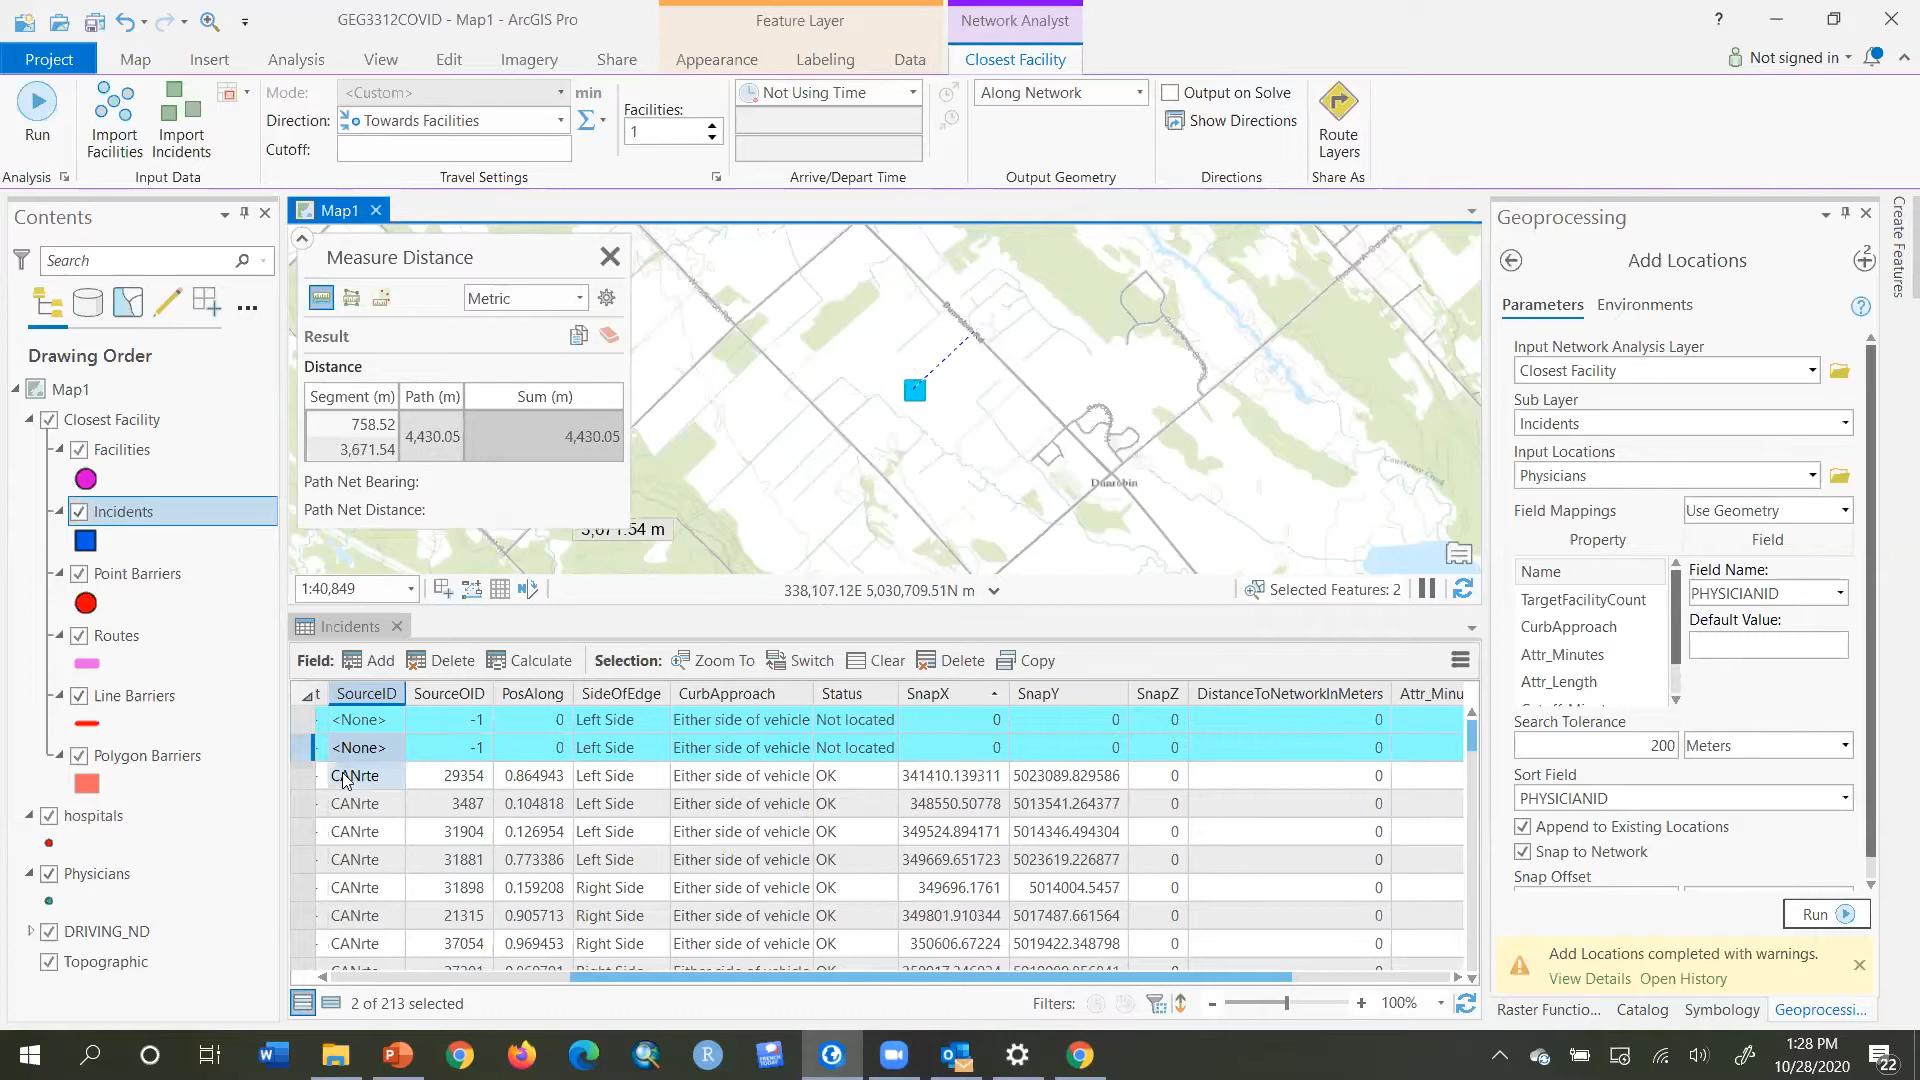 GEG3312COVID - Map1 - ArcGIS Pro
Feature Layer
Network Analyst
?
Project
Map
Insert
Analysis
View
Edit
Imagery
Share
Appearance
Labeling
Data
Closest Facility
Not signed in
Run
Import Facilities
Import Incidents
Mode:
<Custom>
min
Direction:
Towards Facilities
Cutoff:
Facilities:
1
Not Using Time
Along Network
Output on Solve
Show Directions
Route Layers
Analysis
Input Data
Travel Settings
Arrive/Depart Time
Output Geometry
Directions
Share As
Contents
Search
Drawing Order
Map1
Closest Facility
Facilities
Incidents
Point Barriers
Routes
Line Barriers
Polygon Barriers
hospitals
Physicians
DRIVING_ND
Topographic
Map1
Measure Distance
Metric
Result
Distance
Segment (m) Path (m) Sum (m)
758.52
3,671.54
4,430.05
4,430.05
Path Net Bearing:
Path Net Distance:
3,671.54 m
Dunrobin
1:40,849
338,107.12E 5,030,709.51N m
Selected Features: 2
Incidents
Field: Add Delete Calculate Selection: Zoom To Switch Clear Delete Copy
t SourceID SourceOID PosAlong SideOfEdge CurbApproach Status SnapX SnapY SnapZ DistanceToNetworkInMeters Attr_Minu
<None> -1 0 Left Side Either side of vehicle Not located 0 0 0 0
<None> -1 0 Left Side Either side of vehicle Not located 0 0 0 0
CANrte 29354 0.864943 Left Side Either side of vehicle OK 341410.139311 5023089.829586 0 0
CANrte 3487 0.104818 Left Side Either side of vehicle OK 348550.50778 5013541.264377 0 0
CANrte 31904 0.126954 Left Side Either side of vehicle OK 349524.894171 5014346.494304 0 0
CANrte 31881 0.773386 Left Side Either side of vehicle OK 349669.651723 5023619.226877 0 0
CANrte 31898 0.159208 Right Side Either side of vehicle OK 349696.1761 5014004.5457 0 0
CANrte 21315 0.905713 Right Side Either side of vehicle OK 349801.910344 5017487.661564 0 0
CANrte 37054 0.969453 Right Side Either side of vehicle OK 350606.67224 5019422.348798 0 0
2 of 213 selected
Filters:
100%
Geoprocessing
Add Locations
2
Parameters Environments
Input Network Analysis Layer
Closest Facility
Sub Layer
Incidents
Input Locations
Physicians
Field Mappings
Use Geometry
Property Field
Name
TargetFacilityCount
CurbApproach
Attr_Minutes
Attr_Length
Field Name:
PHYSICIANID
Default Value:
Search Tolerance
200 Meters
Sort Field
PHYSICIANID
Append to Existing Locations
Snap to Network
Snap Offset
Run
Add Locations completed with warnings.
View Details Open History
Raster Functio... Catalog Symbology Geoprocessi...
Create Features
1:28 PM
10/28/2020
22